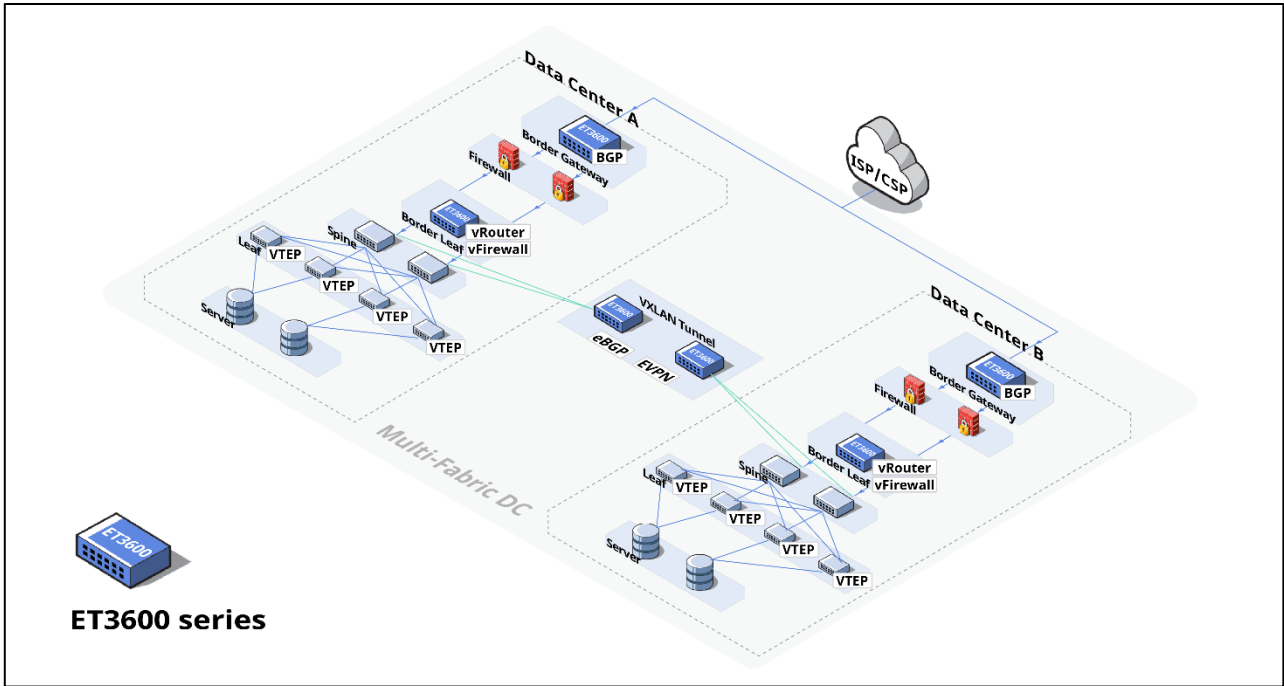 Data Center A
ET3600
BGP
Border Gateway
Firewall
ET3600
vRouter
vFirewall
Border Leaf
Spine
Leaf
VTEP
VTEP
VTEP
VTEP
Server
ISP/CSP
VXLAN Tunnel
ET3600
ET3600
eBGP
EVPN
Data Center B
ET3600
BGP
Border Gateway
Firewall
ET3600
vRouter
vFirewall
Border Leaf
Spine
Leaf
VTEP
VTEP
VTEP
VTEP
Server
Multi-Fabric DC
ET3600
ET3600 series